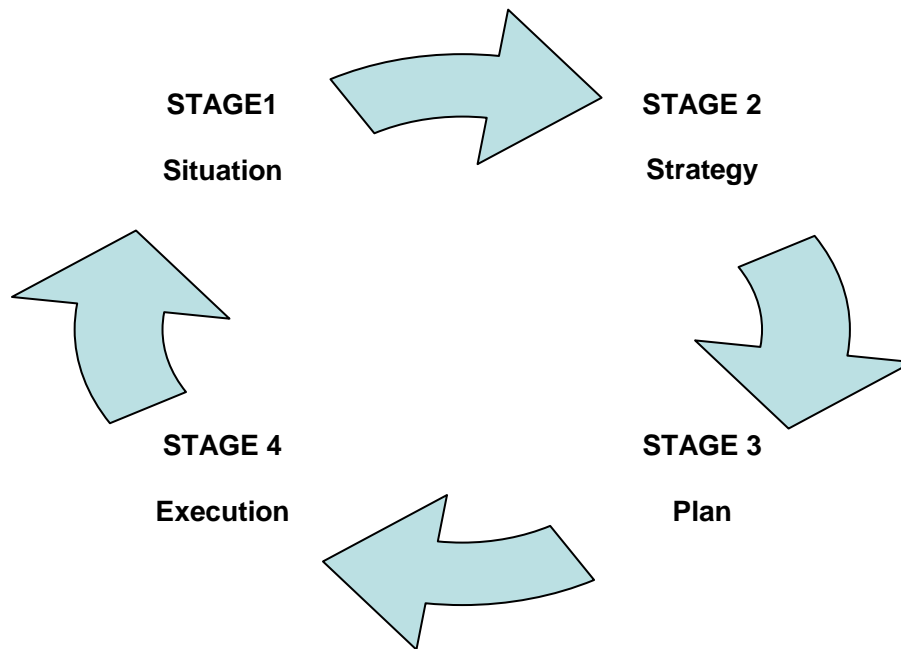 STAGE1
Situation
STAGE 2
Strategy
STAGE 3
Plan
STAGE 4
Execution